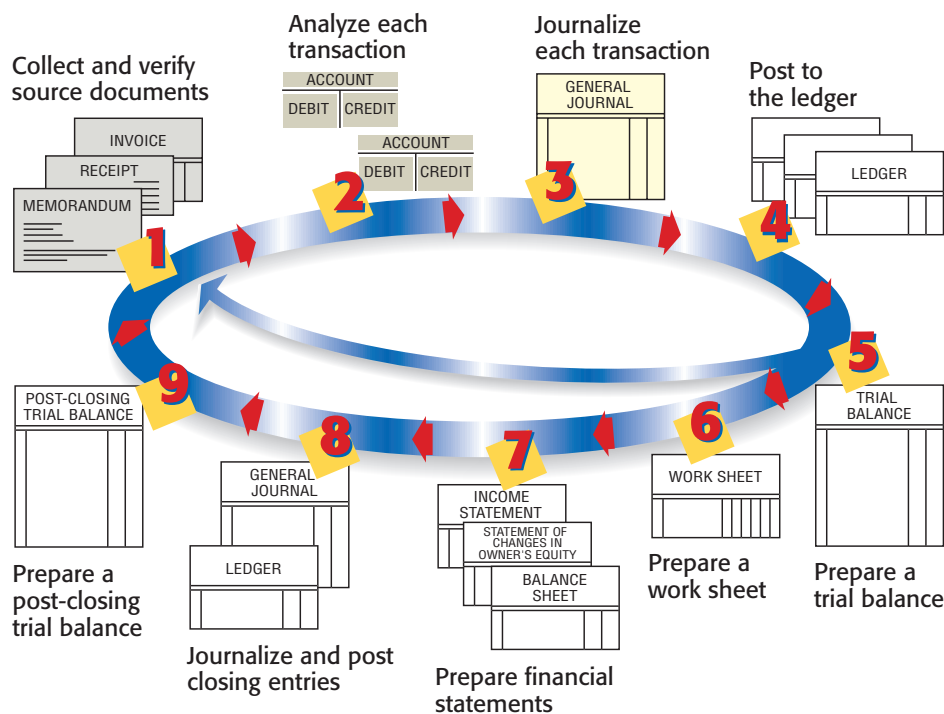 Collect and verify
source documents
INVOICE
RECEIPT
MEMORANDUM
1
Analyze each
transaction
ACCOUNT
DEBIT CREDIT
ACCOUNT
DEBIT CREDIT
2
Journalize
each transaction
GENERAL
JOURNAL
3
Post to
the ledger
LEDGER
4
5
TRIAL
BALANCE
Prepare a
trial balance
6
WORK SHEET
Prepare a
work sheet
7
INCOME
STATEMENT
STATEMENT OF
CHANGES IN
OWNER'S EQUITY
BALANCE
SHEET
Prepare financial
statements
8
GENERAL
JOURNAL
LEDGER
Journalize and post
closing entries
9
POST-CLOSING
TRIAL BALANCE
Prepare a
post-closing
trial balance